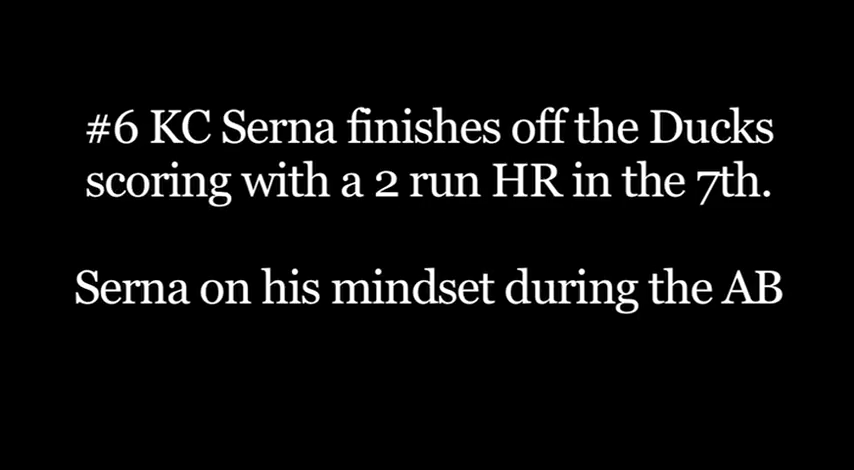 #6 KC Serna finishes off the Ducks
scoring with a 2 run HR in the 7th.
Serna on his mindset during the AB